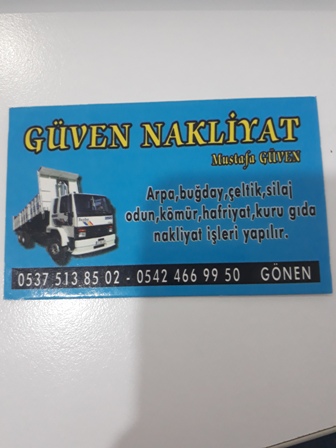 GÜVEN NAKLİYAT
Mustafa GÜVEN
Arpa,buğday,çeltik,silaj
odun,kömür,hafriyat,kuru gıda
nakliyat işleri yapılır.
0537 513 85 02 - 0542 466 99 50 GÖNEN